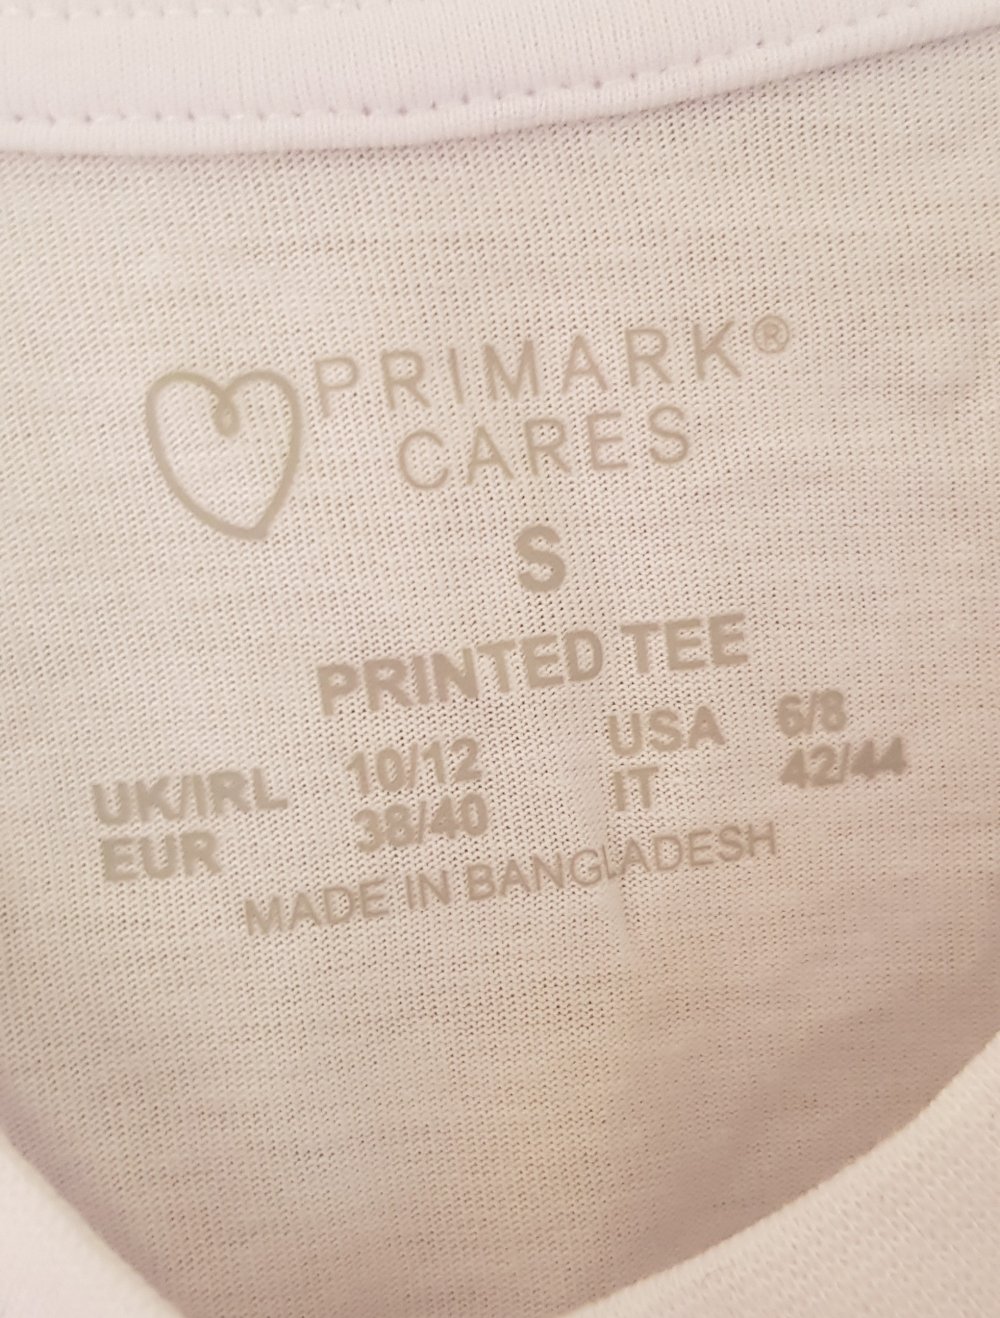 PRIMARK®
CARES
S
PRINTED TEE
UK/IRL 10/12 USA 6/8
EUR 38/40 IT 42/44
MADE IN BANGLADESH